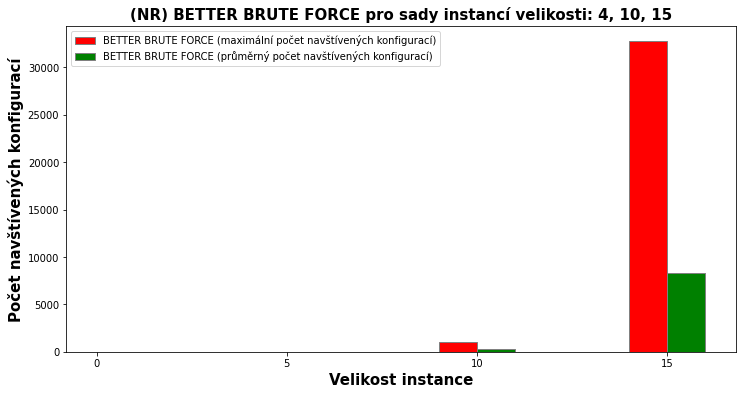 (NR) BETTER BRUTE FORCE pro sady instancí velikosti: 4, 10, 15
BETTER BRUTE FORCE (maximální počet navštívených konfigurací)
BETTER BRUTE FORCE (průměrný počet navštívených konfigurací)
Počet navštívených konfigurací
30000
25000
20000
15000
10000
5000
0
0 5 10 15
Velikost instance